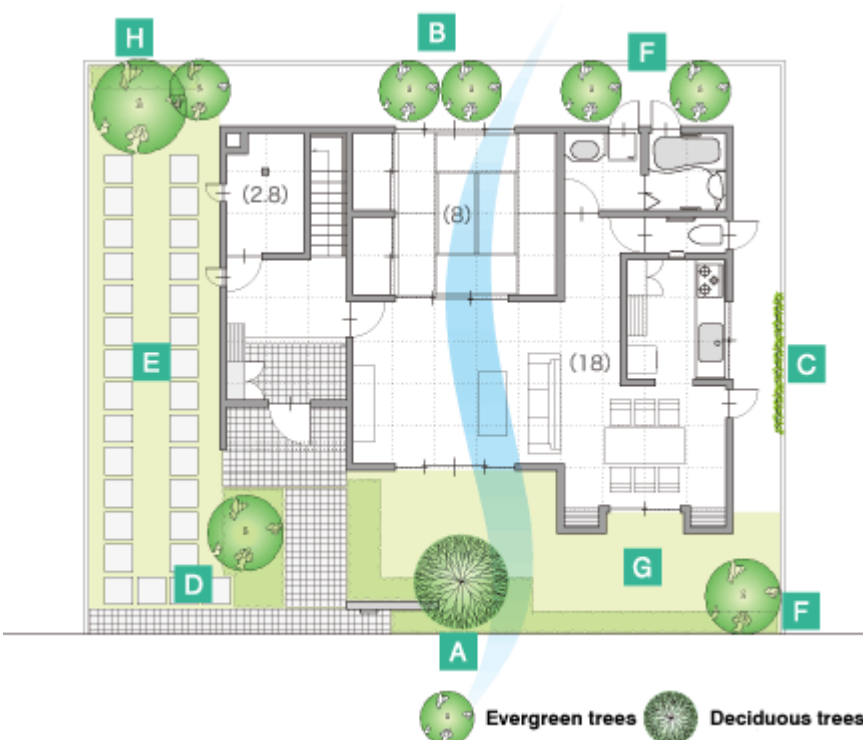 H
B
F
(2.8)
(8)
E
(18)
C
D
G
F
A
Evergreen trees
Deciduous trees